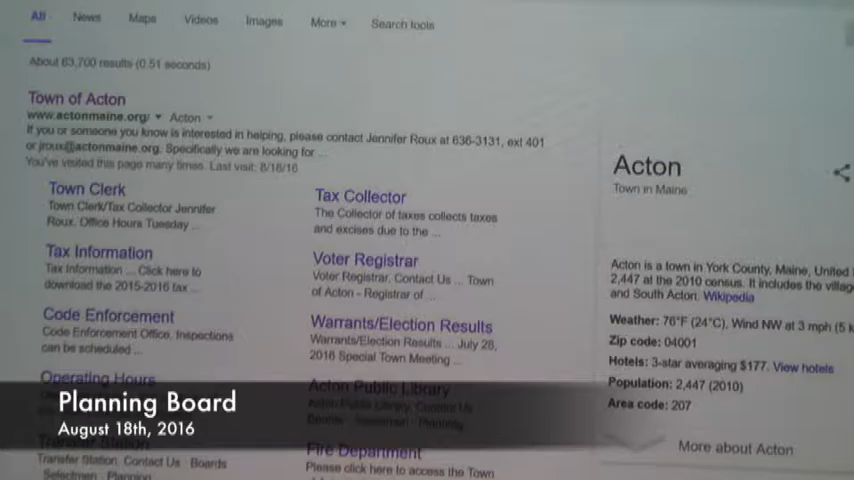 All News Maps Videos Images More Search tools
About 63,700 results (0.51 seconds)
Town of Acton
www.actonmaine.org/ Acton
If you or someone you know is interested in helping, please contact Jennifer Roux at 636-3131, ext 401
or jroux@actonmaine.org. Specifically we are looking for ...
You've visited this page many times. Last visit: 8/18/16
Town Clerk
Town Clerk/Tax Collector Jennifer
Roux. Office Hours Tuesday ...
Tax Collector
The Collector of taxes collects taxes
and excises due to the ...
Tax Information
Tax Information ... Click here to
download the 2015-2016 tax ...
Voter Registrar
Voter Registrar. Contact Us ... Town
of Acton - Registrar of ...
Code Enforcement
Code Enforcement Office. Inspections
can be scheduled ...
Warrants/Election Results
Warrants/Election Results ... July 28,
2016 Special Town Meeting ...
Operating Hours
Acton Public Library
Acton Public Library. Contact Us
Transfer Station
Transfer Station. Contact Us · Boards
Selectmen · Planning
Fire Department
Please click here to access the Town
Acton
Town in Maine
Acton is a town in York County, Maine, United
2,447 at the 2010 census. It includes the
and South Acton. Wikipedia
Weather: 76°F (24°C), Wind NW at 3 mph (5
Zip code: 04001
Hotels: 3-star averaging $177. View hotels
Population: 2,447 (2010)
Area code: 207
More about Acton
Planning Board
August 18th, 2016